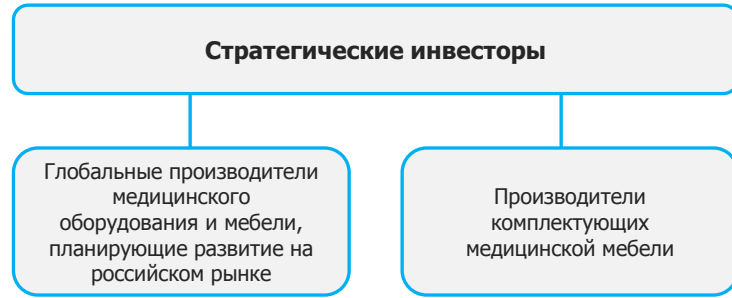 Стратегические инвесторы
Глобальные производители
медицинского
оборудования и мебели,
планирующие развитие на
российском рынке
Производители
комплектующих
медицинской мебели